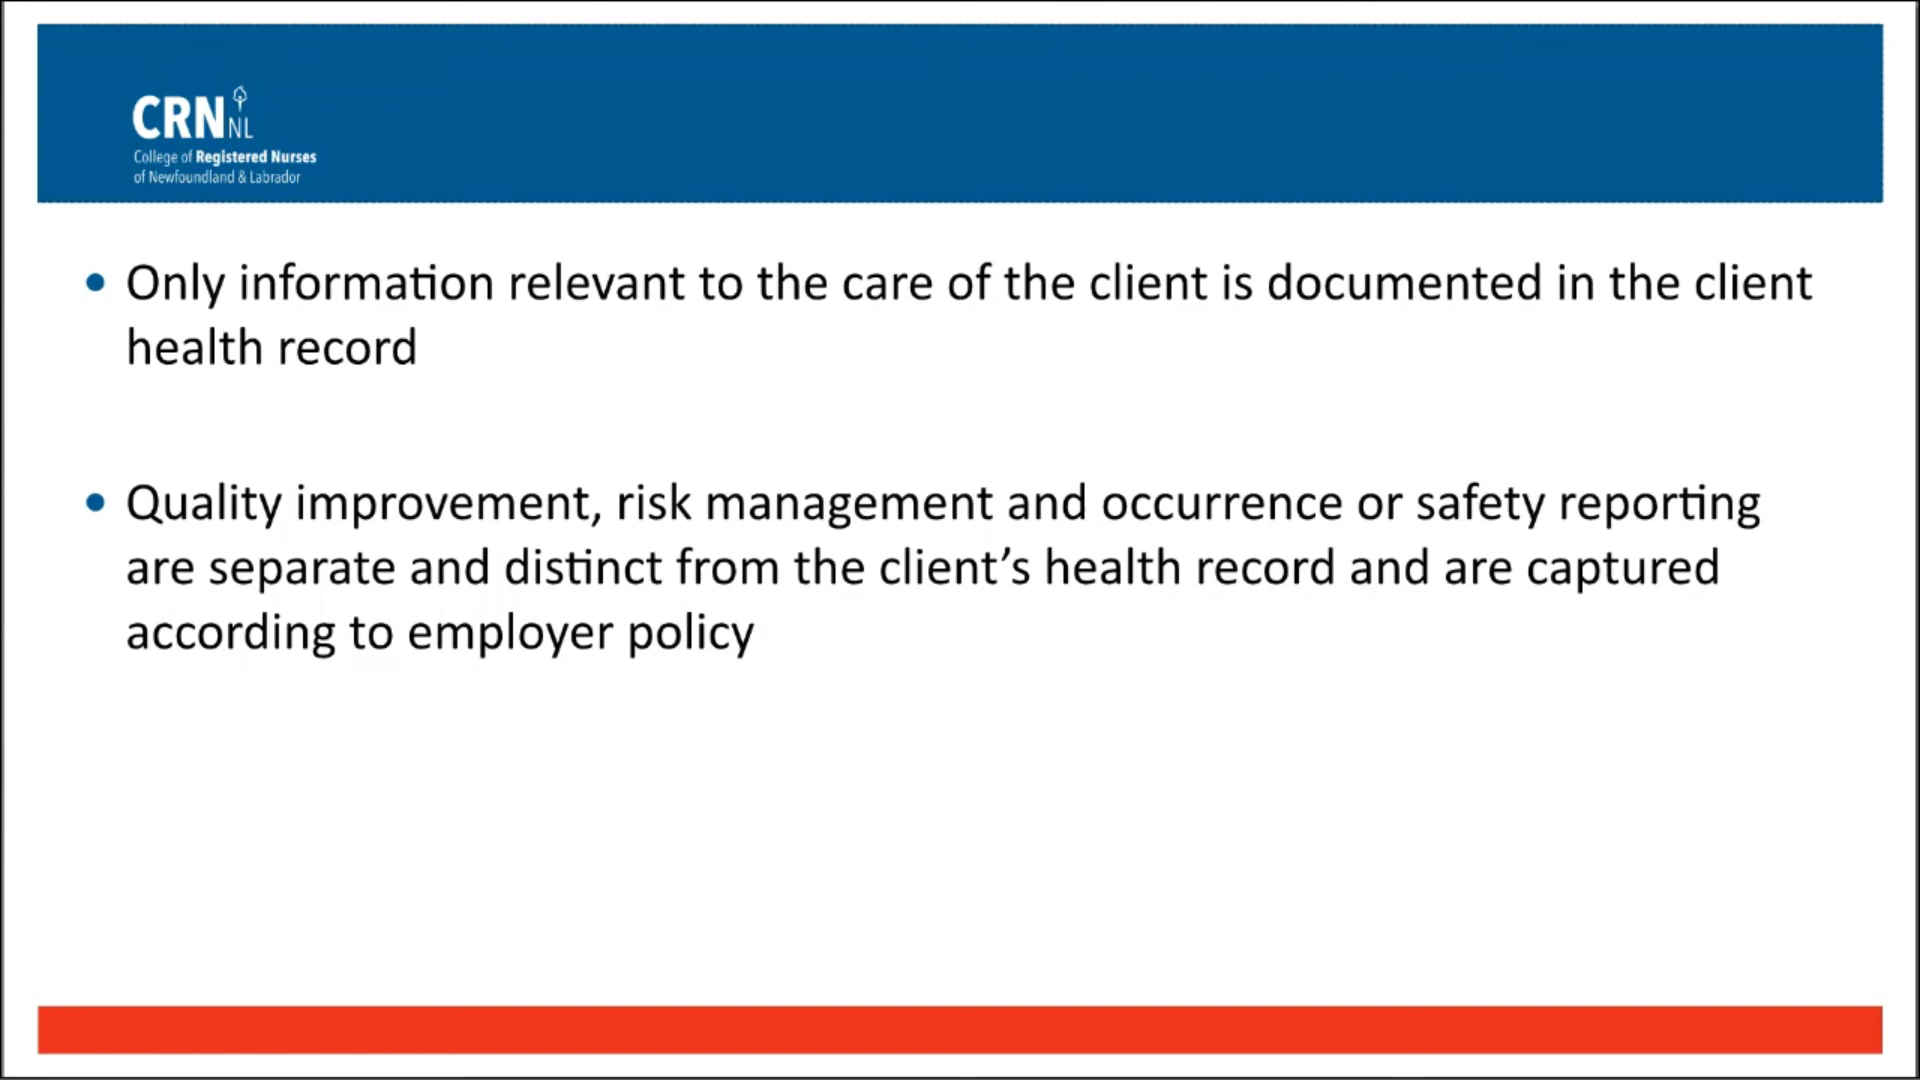 CRN
NL
College of Registered Nurses
of Newfoundland & Labrador
• Only information relevant to the care of the client is documented in the client
health record
• Quality improvement, risk management and occurrence or safety reporting
are separate and distinct from the client’s health record and are captured
according to employer policy